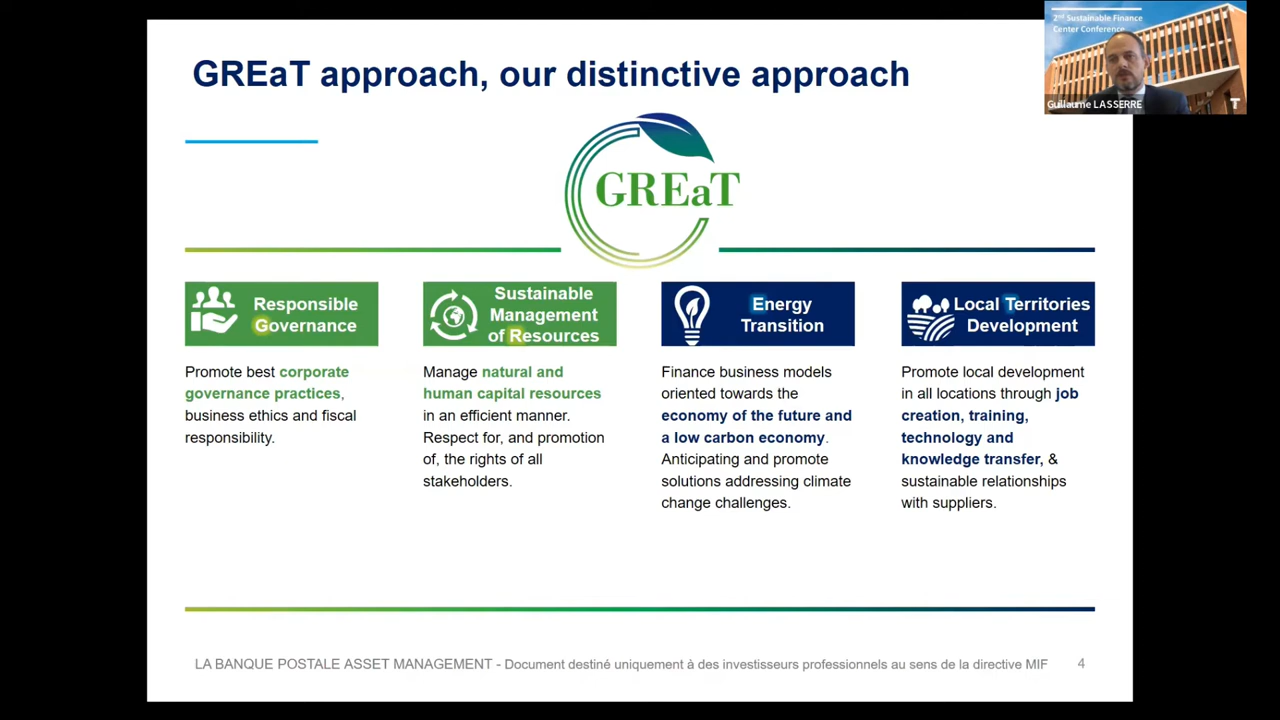 GREaT approach, our distinctive approach
2nd Sustainable Finance
Center Conference
Guillaume LASSERRE
T
GREaT
Responsible
Governance
Promote best corporate
governance practices,
business ethics and fiscal
responsibility.
Sustainable
Management
of Resources
Manage natural and
human capital resources
in an efficient manner.
Respect for, and promotion
of, the rights of all
stakeholders.
Energy
Transition
Finance business models
oriented towards the
economy of the future and
a low carbon economy.
Anticipating and promote
solutions addressing climate
change challenges.
Local Territories
Development
Promote local development
in all locations through job
creation, training,
technology and
knowledge transfer, &
sustainable relationships
with suppliers.
LA BANQUE POSTALE ASSET MANAGEMENT - Document destiné uniquement à des investisseurs professionnels au sens de la directive MIF 4